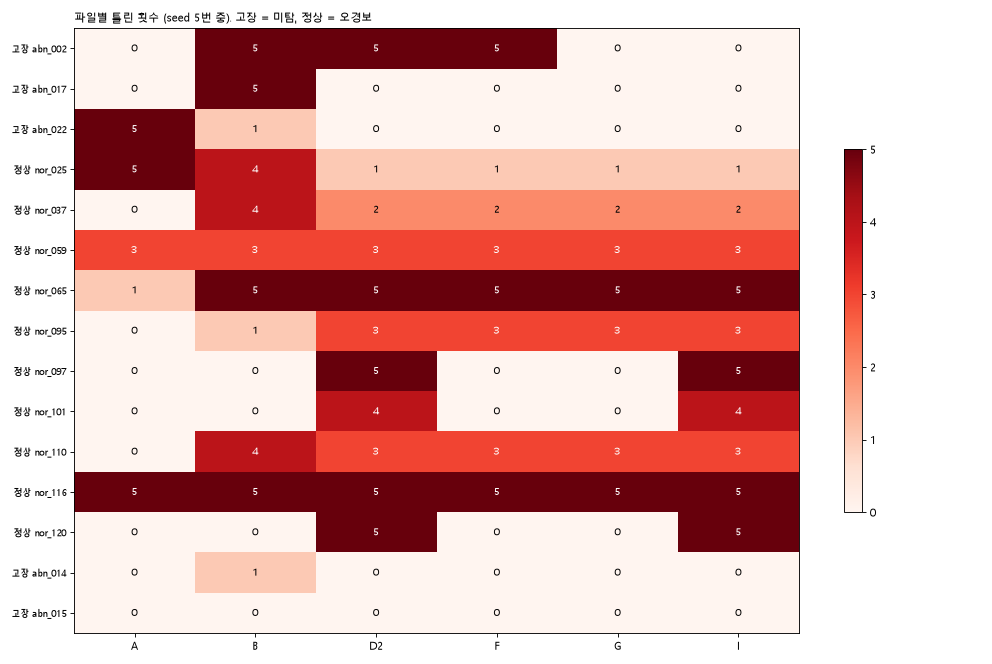 파일별 틀린 횟수 (seed 5번 중). 고장 = 미탐, 정상 = 오경보
고장 abn_002 0 5 5 5 0 0
고장 abn_017 0 5 0 0 0 0
고장 abn_022 5 1 0 0 0 0
정상 nor_025 5 4 1 1 1 1
정상 nor_037 0 4 2 2 2 2
정상 nor_059 3 3 3 3 3 3
정상 nor_065 1 5 5 5 5 5
정상 nor_095 0 1 3 3 3 3
정상 nor_097 0 0 5 0 0 5
정상 nor_101 0 0 4 0 0 4
정상 nor_110 0 4 3 3 3 3
정상 nor_116 5 5 5 5 5 5
정상 nor_120 0 0 5 0 0 5
고장 abn_014 0 1 0 0 0 0
고장 abn_015 0 0 0 0 0 0
A B D2 F G I
5
4
3
2
1
0